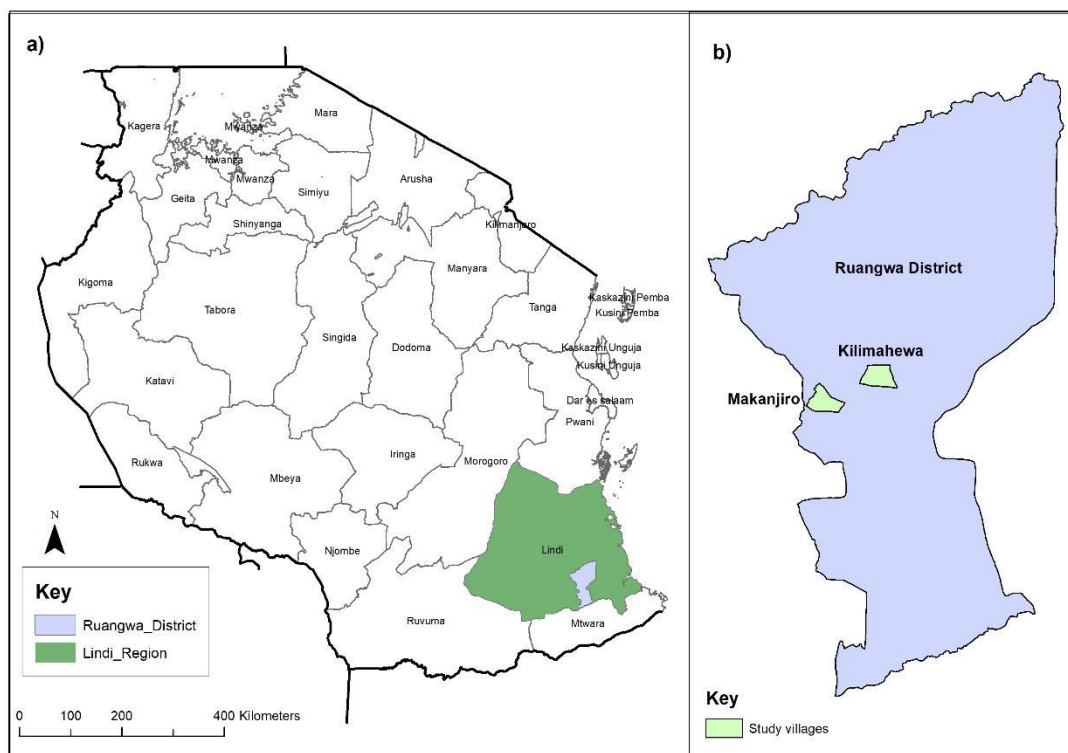 a)
Mara
Kagera
Mwanza
Mwanza
Mwanza
Arusha
Simiyu
Geita
Shinyanga
Kilimanjaro
Manyara
Kigoma
Kaskazini Pemba
Kusini Pemba
Tanga
Tabora
Singida
Dodoma
Kaskazini Unguja
Kusini Unguja
Katavi
Dar es salaam
Pwani
Iringa
Morogoro
Rukwa
Mbeya
N
Njombe
Lindi
Ruvuma
Mtwara
Key
Ruangwa_District
Lindi_Region
0 100 200 400 Kilometers
b)
Ruangwa District
Kilimahewa
Makanjiro
Key
Study villages